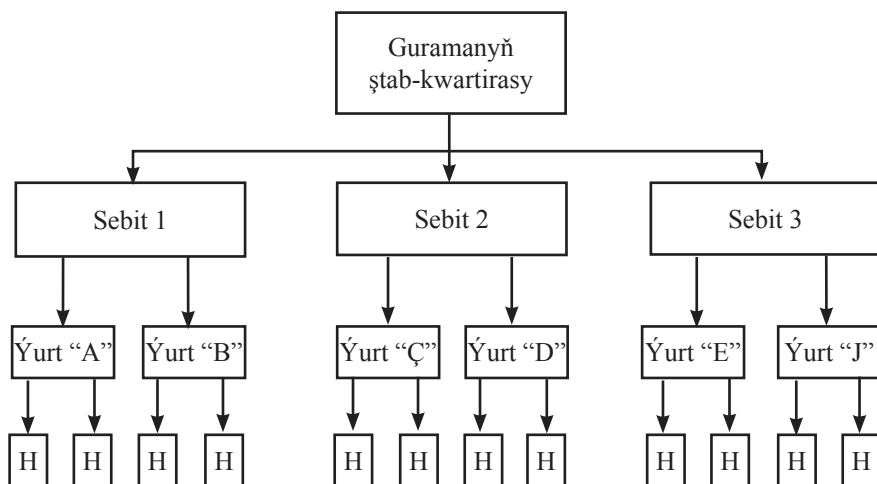 Guramanyň
ştab-kwartirasy
Sebit 1
Sebit 2
Sebit 3
Ýurt “A”
Ýurt “B”
Ýurt “Ç”
Ýurt “D”
Ýurt “E”
Ýurt “J”
H
H
H
H
H
H
H
H
H
H
H
H